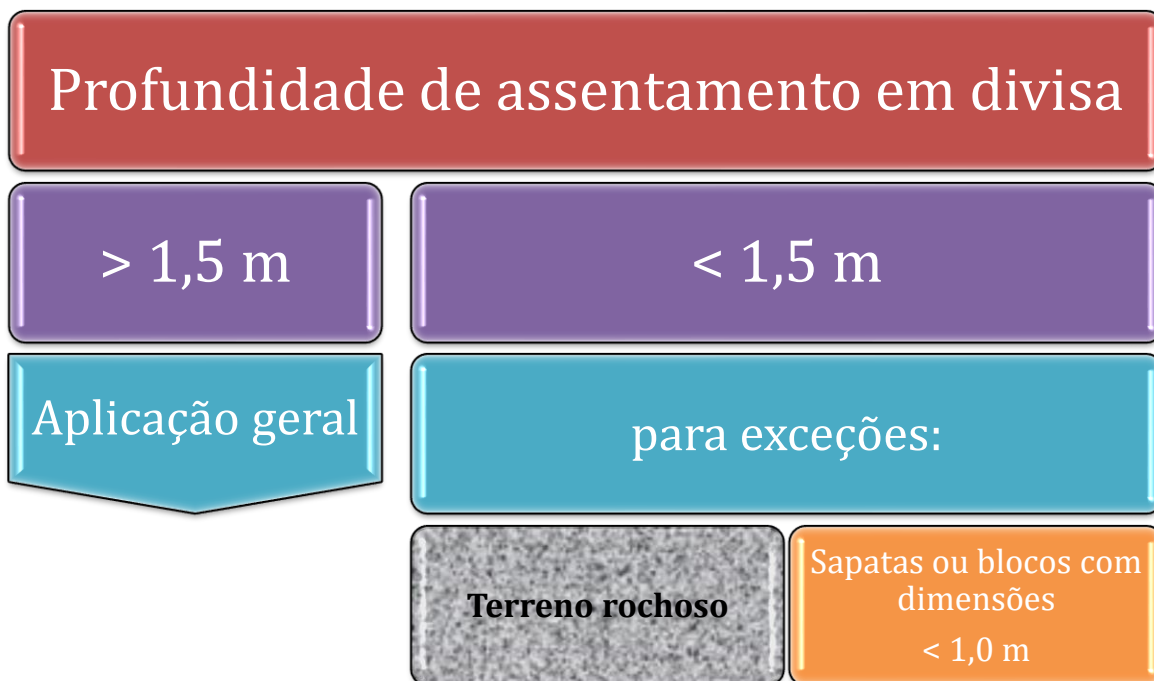 Profundidade de assentamento em divisa
> 1,5 m
< 1,5 m
Aplicação geral
para exceções:
Terreno rochoso
Sapatas ou blocos com
dimensões
< 1,0 m